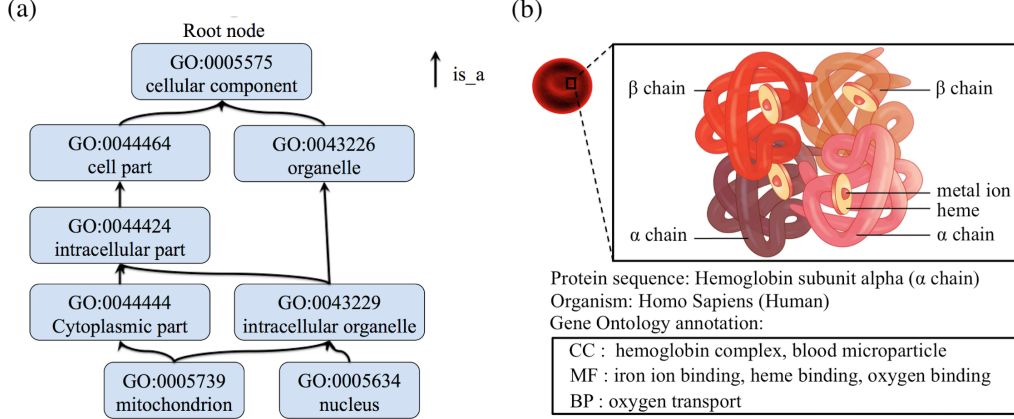 (a)
Root node
GO:0005575
cellular component
is_a
GO:0044464
cell part
GO:0043226
organelle
GO:0044424
intracellular part
GO:0044444
Cytoplasmic part
GO:0043229
intracellular organelle
GO:0005739
mitochondrion
GO:0005634
nucleus
(b)
β chain
β chain
metal ion
heme
α chain
α chain
Protein sequence: Hemoglobin subunit alpha (α chain)
Organism: Homo Sapiens (Human)
Gene Ontology annotation:
CC : hemoglobin complex, blood microparticle
MF : iron ion binding, heme binding, oxygen binding
BP : oxygen transport